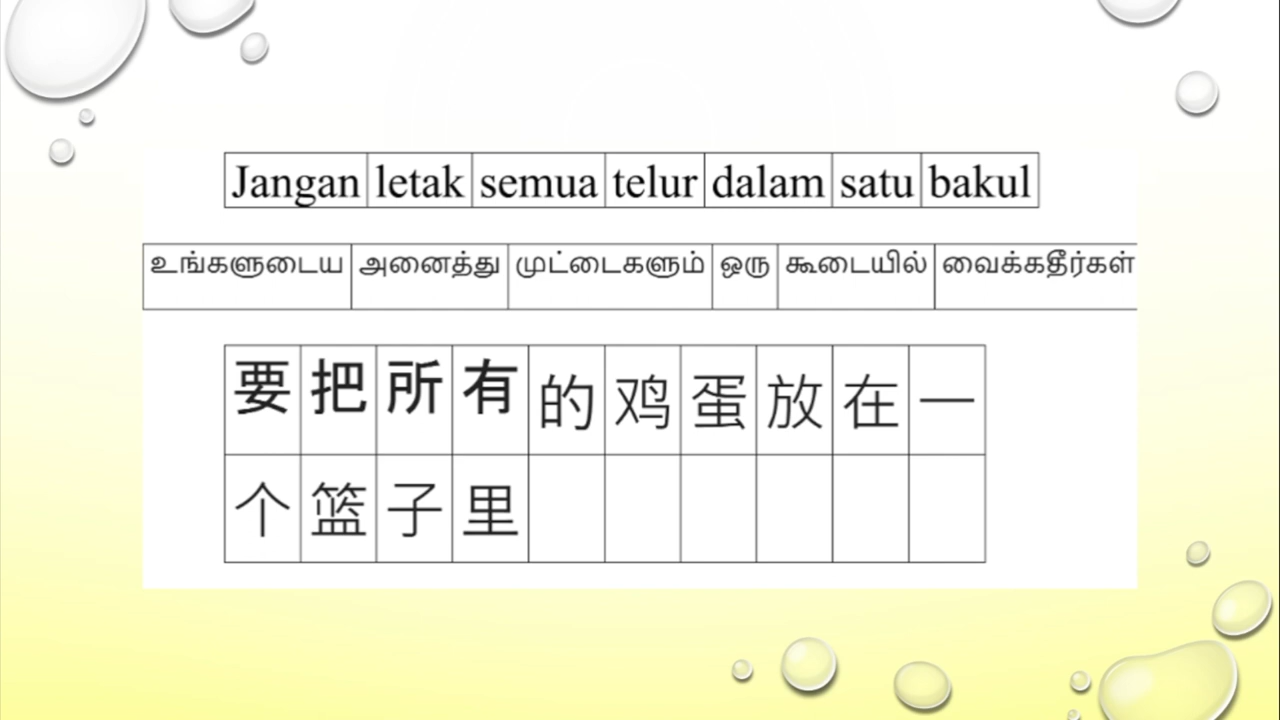 Jangan letak semua telur dalam satu bakul
உங்களுடைய அனைத்து முட்டைகளும் ஒரு கூடையில் வைக்கதீர்கள்
要把所有的鸡蛋放在一
个篮子里